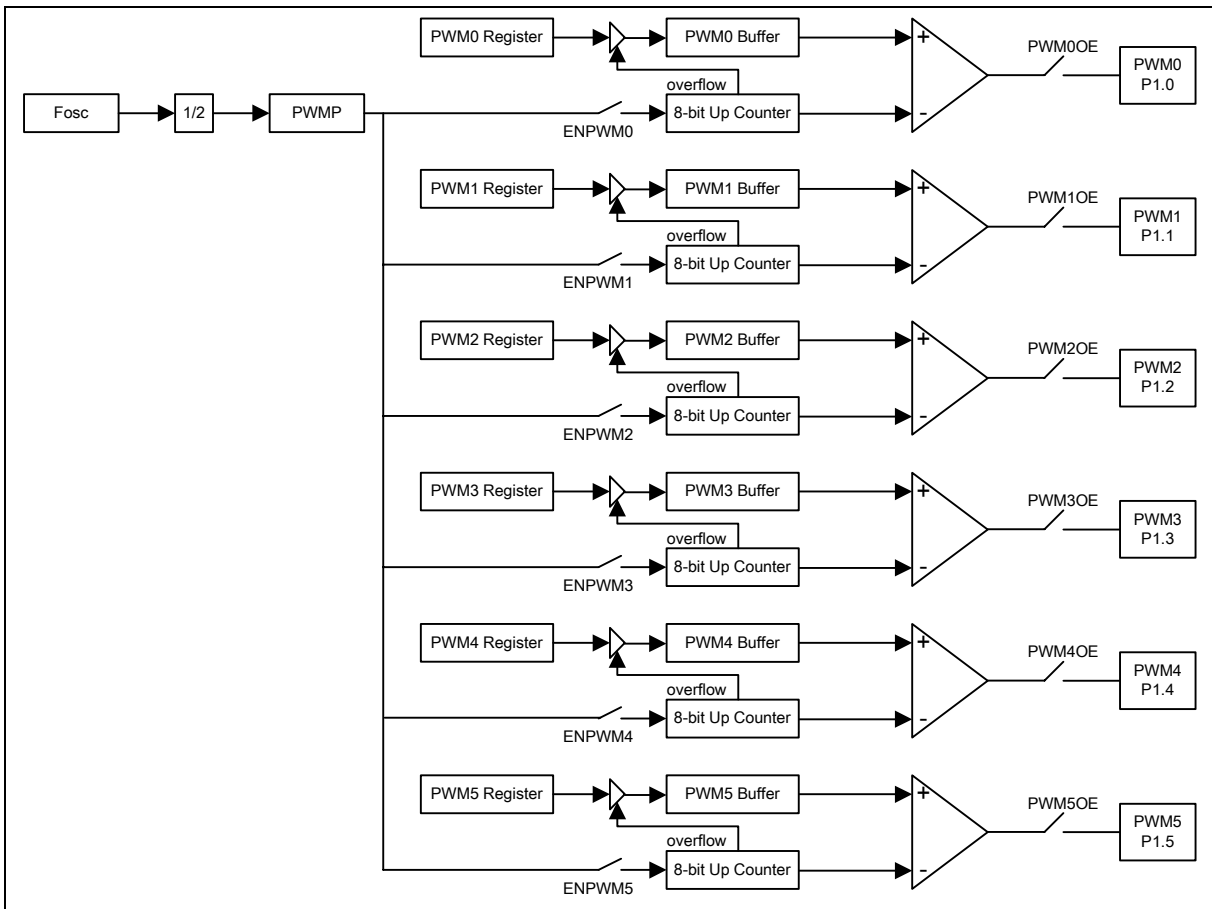 PWM0 Register
PWM0 Buffer
+
PWM0OE
PWM0
P1.0
overflow
Fosc
1/2
PWMP
ENPWM0
8-bit Up Counter
-
PWM1 Register
PWM1 Buffer
+
PWM1OE
PWM1
P1.1
overflow
ENPWM1
8-bit Up Counter
-
PWM2 Register
PWM2 Buffer
+
PWM2OE
PWM2
P1.2
overflow
ENPWM2
8-bit Up Counter
-
PWM3 Register
PWM3 Buffer
+
PWM3OE
PWM3
P1.3
overflow
ENPWM3
8-bit Up Counter
-
PWM4 Register
PWM4 Buffer
+
PWM4OE
PWM4
P1.4
overflow
ENPWM4
8-bit Up Counter
-
PWM5 Register
PWM5 Buffer
+
PWM5OE
PWM5
P1.5
overflow
ENPWM5
8-bit Up Counter
-